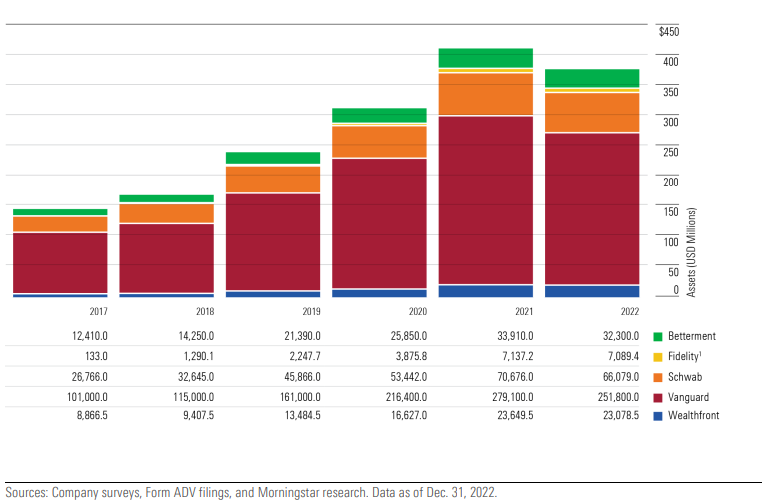 $450
400
350
300
250
200
150
100
50
0
Assets (USD Millions)
2017 2018 2019 2020 2021 2022
12,410.0 14,250.0 21,390.0 25,850.0 33,910.0 32,300.0 Betterment
133.0 1,290.1 2,247.7 3,875.8 7,137.2 7,089.4 Fidelity¹
26,766.0 32,645.0 45,866.0 53,442.0 70,676.0 66,079.0 Schwab
101,000.0 115,000.0 161,000.0 216,400.0 279,100.0 251,800.0 Vanguard
8,866.5 9,407.5 13,484.5 16,627.0 23,649.5 23,078.5 Wealthfront
Sources: Company surveys, Form ADV filings, and Morningstar research. Data as of Dec. 31, 2022.